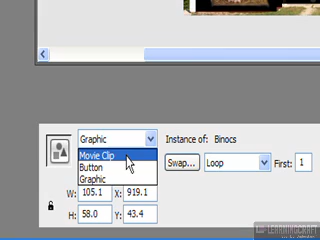 Graphic Instance of: Binocs
Movie Clip
Button
Graphic
Swap... Loop First: 1
W: 105.1 X: 919.1
H: 58.0 Y: 43.4
LEARNINGCRAFT